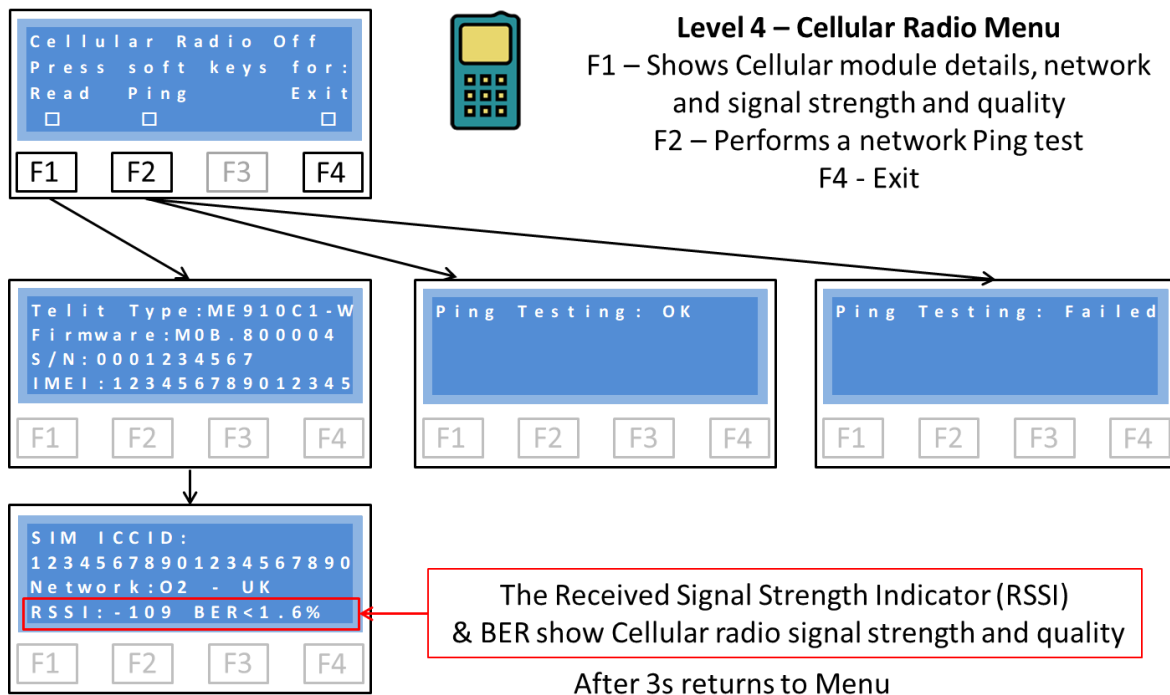 Cellular Radio Off
Press soft keys for:
Read Ping Exit
F1 F2 F3 F4
Level 4 – Cellular Radio Menu
F1 – Shows Cellular module details, network
and signal strength and quality
F2 – Performs a network Ping test
F4 - Exit
Telit Type:ME910C1-W
Firmware:M0B.800004
S/N:0001234567
IMEI:123456789012345
F1 F2 F3 F4
Ping Testing: OK
F1 F2 F3 F4
Ping Testing: Failed
F1 F2 F3 F4
SIM ICCID:
12345678901234567890
Network:O2 - UK
RSSI:-109 BER<1.6%
F1 F2 F3 F4
The Received Signal Strength Indicator (RSSI)
& BER show Cellular radio signal strength and quality
After 3s returns to Menu